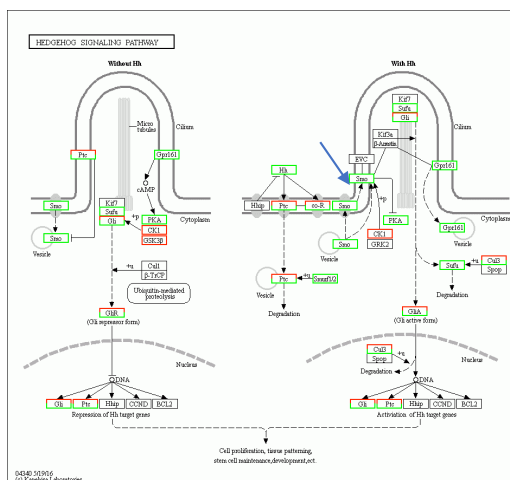 HEDGEHOG SIGNALING PATHWAY
Without Hh
Micro
tubules
Cilium
Ptc
Gpr161
cAMP
Smo
Kif7
Sufu
Gli
+p
PKA
CK1
GSK3β
Cytoplasm
Smo
Vesicle
+u
Cul1
β-TrCP
Ubiquitin-mediated
proteolysis
GliR
(Gli repressor form)
Nucleus
DNA
Gli
Ptc
Hhip
CCND
BCL2
Repression of Hh target genes
With Hh
Kif7
Sufu
Gli
Cilium
Kif3a
β-Arrestin
EVC
Smo
Gpr161
Hh
Hhip
Ptc
co-R
Smo
+p
PKA
CK1
GRK2
Smo
Vesicle
Gpr161
Vesicle
Cytoplasm
Ptc
+u
Smurf1/2
Vesicle
Degradation
Sufu
+u
Cul3
Spop
Degradation
GliA
(Gli active form)
Cul3
Spop
+u
Degradation
Nucleus
DNA
Gli
Ptc
Hhip
CCND
BCL2
Activiation of Hh target genes
Cell proliferation, tissue patterning,
stem cell maintenance,development,ect.
04340 5/19/16
(c) Kanehisa Laboratories